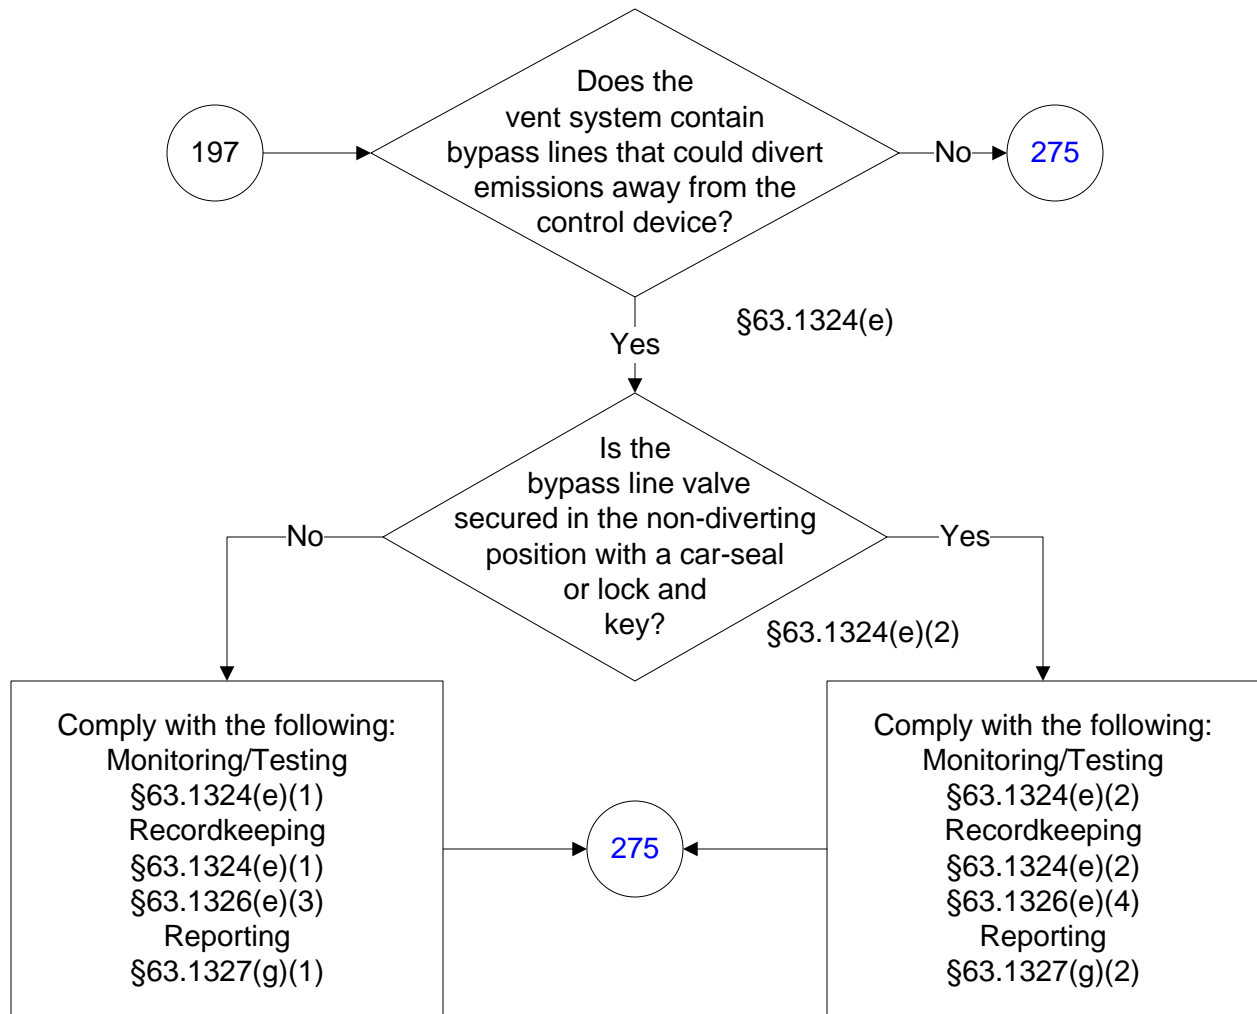 Does the
vent system contain
bypass lines that could divert
emissions away from the
control device?
197
No
275
§63.1324(e)
Yes
Is the
bypass line valve
secured in the non-diverting
position with a car-seal
or lock and
key?
No
Yes
§63.1324(e)(2)
Comply with the following:
Monitoring/Testing
§63.1324(e)(1)
Recordkeeping
§63.1324(e)(1)
§63.1326(e)(3)
Reporting
§63.1327(g)(1)
275
Comply with the following:
Monitoring/Testing
§63.1324(e)(2)
Recordkeeping
§63.1324(e)(2)
§63.1326(e)(4)
Reporting
§63.1327(g)(2)